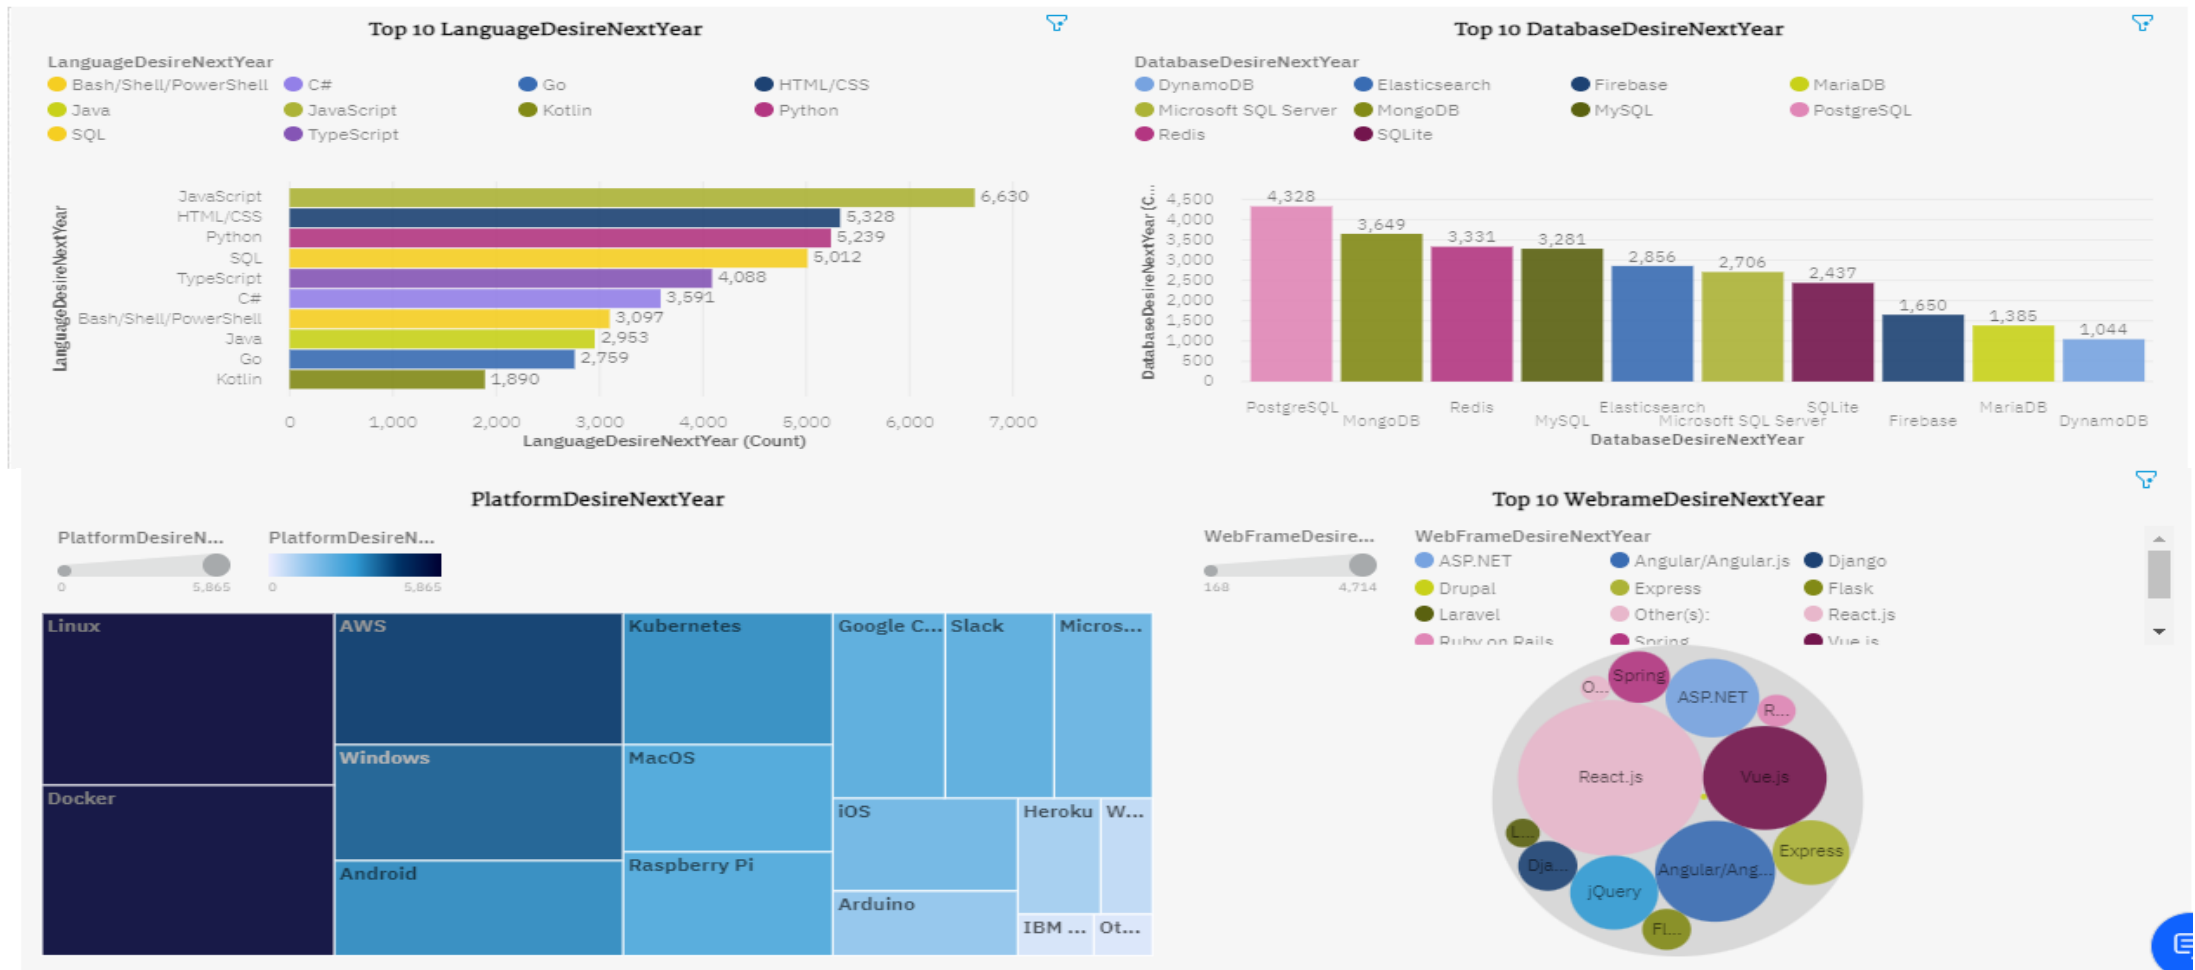 Top 10 LanguageDesireNextYear
LanguageDesireNextYear
Bash/Shell/PowerShell C# Go HTML/CSS
Java JavaScript Kotlin Python
SQL TypeScript
LanguageDesireNextYear
JavaScript 6,630
HTML/CSS 5,328
Python 5,239
SQL 5,012
TypeScript 4,088
C# 3,591
Bash/Shell/PowerShell 3,097
Java 2,953
Go 2,759
Kotlin 1,890
0 1,000 2,000 3,000 4,000 5,000 6,000 7,000
LanguageDesireNextYear (Count)
Top 10 DatabaseDesireNextYear
DatabaseDesireNextYear
DynamoDB Elasticsearch Firebase MariaDB
Microsoft SQL Server MongoDB MySQL PostgreSQL
Redis SQLite
DatabaseDesireNextYear (C...
4,500
4,000
3,500
3,000
2,500
2,000
1,500
1,000
500
0
4,328 3,649 3,331 3,281 2,856 2,706 2,437 1,650 1,385 1,044
PostgreSQL MongoDB Redis MySQL Elasticsearch Microsoft SQL Server SQLite Firebase MariaDB DynamoDB
DatabaseDesireNextYear
PlatformDesireNextYear
PlatformDesireN... PlatformDesireN...
0 5,865 0 5,865
Linux AWS Kubernetes Google C... Slack Micros...
Windows MacOS
Docker iOS Heroku W...
Android Raspberry Pi
Arduino
IBM ... Ot...
Top 10 WebrameDesireNextYear
WebFrameDesire... WebFrameDesireNextYear
168 4,714
ASP.NET Angular/Angular.js Django
Drupal Express Flask
Laravel Other(s): React.js
Ruby on Rails Spring Vue.js
O... Spring ASP.NET
R...
React.js Vue.js
L...
Dja... Angular/Ang... Express
jQuery
Fl...